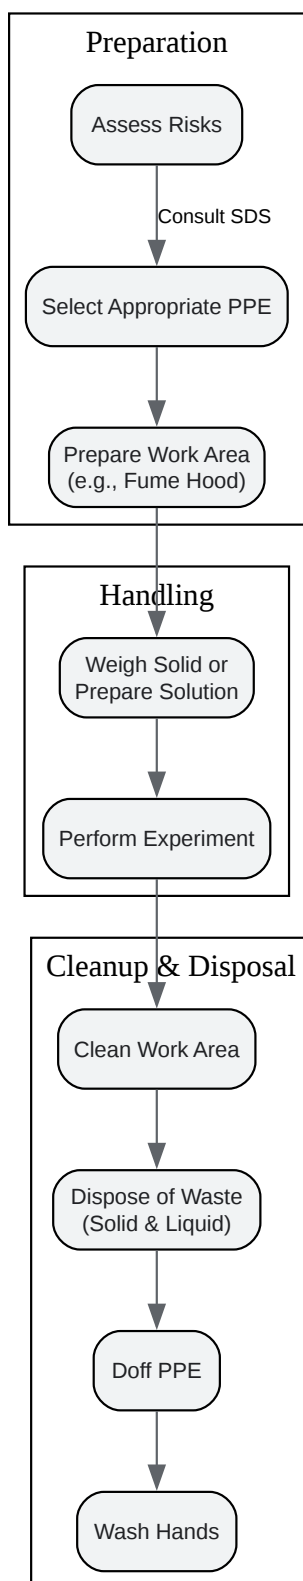 Preparation
Assess Risks
Consult SDS
Select Appropriate PPE
Prepare Work Area
(e.g., Fume Hood)
Handling
Weigh Solid or
Prepare Solution
Perform Experiment
Cleanup & Disposal
Clean Work Area
Dispose of Waste
(Solid & Liquid)
Doff PPE
Wash Hands